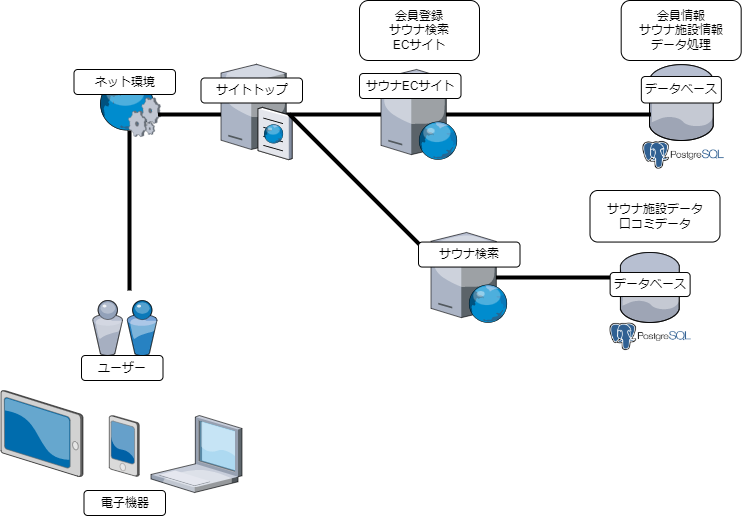 会員登録
サウナ検索
ECサイト
会員情報
サウナ施設情報
データ処理
ネット環境
サイトトップ
サウナECサイト
データベース
PostgreSQL
サウナ施設データ
口コミデータ
サウナ検索
データベース
PostgreSQL
ユーザー
電子機器